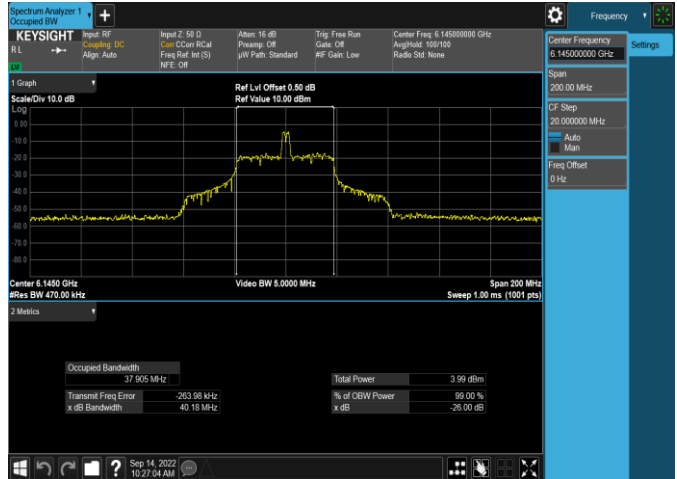 Spectrum Analyzer 1
Occupied BW
Frequency
KEYSIGHT
R L
AM
Input: RF
Coupling: DC
Align: Auto
Input Z: 50 Ω
Corr CCorr RCal
Freq Ref: Int (S)
NFE: Off
Atten: 16 dB
Preamp: Off
µW Path: Standard
Trig: Free Run
Gate: Off
#IF Gain: Low
Center Freq: 6.145000000 GHz
Avg|Hold: 100/100
Radio Std: None
Center Frequency
6.145000000 GHz
Settings
Span
200.00 MHz
CF Step
20.000000 MHz
Auto
Man
Freq Offset
0 Hz
1 Graph
Scale/Div 10.0 dB
Ref Lvl Offset 0.50 dB
Ref Value 10.00 dBm
Log
0.00
-10.0
-20.0
-30.0
-40.0
-50.0
-60.0
-70.0
-80.0
Center 6.1450 GHz
#Res BW 470.00 kHz
Video BW 5.0000 MHz
Span 200 MHz
Sweep 1.00 ms (1001 pts)
2 Metrics
Occupied Bandwidth
37.905 MHz
Total Power 3.99 dBm
Transmit Freq Error -263.98 kHz
% of OBW Power 99.00 %
x dB Bandwidth 40.18 MHz
x dB -26.00 dB
?
Sep 14, 2022
10:27:04 AM